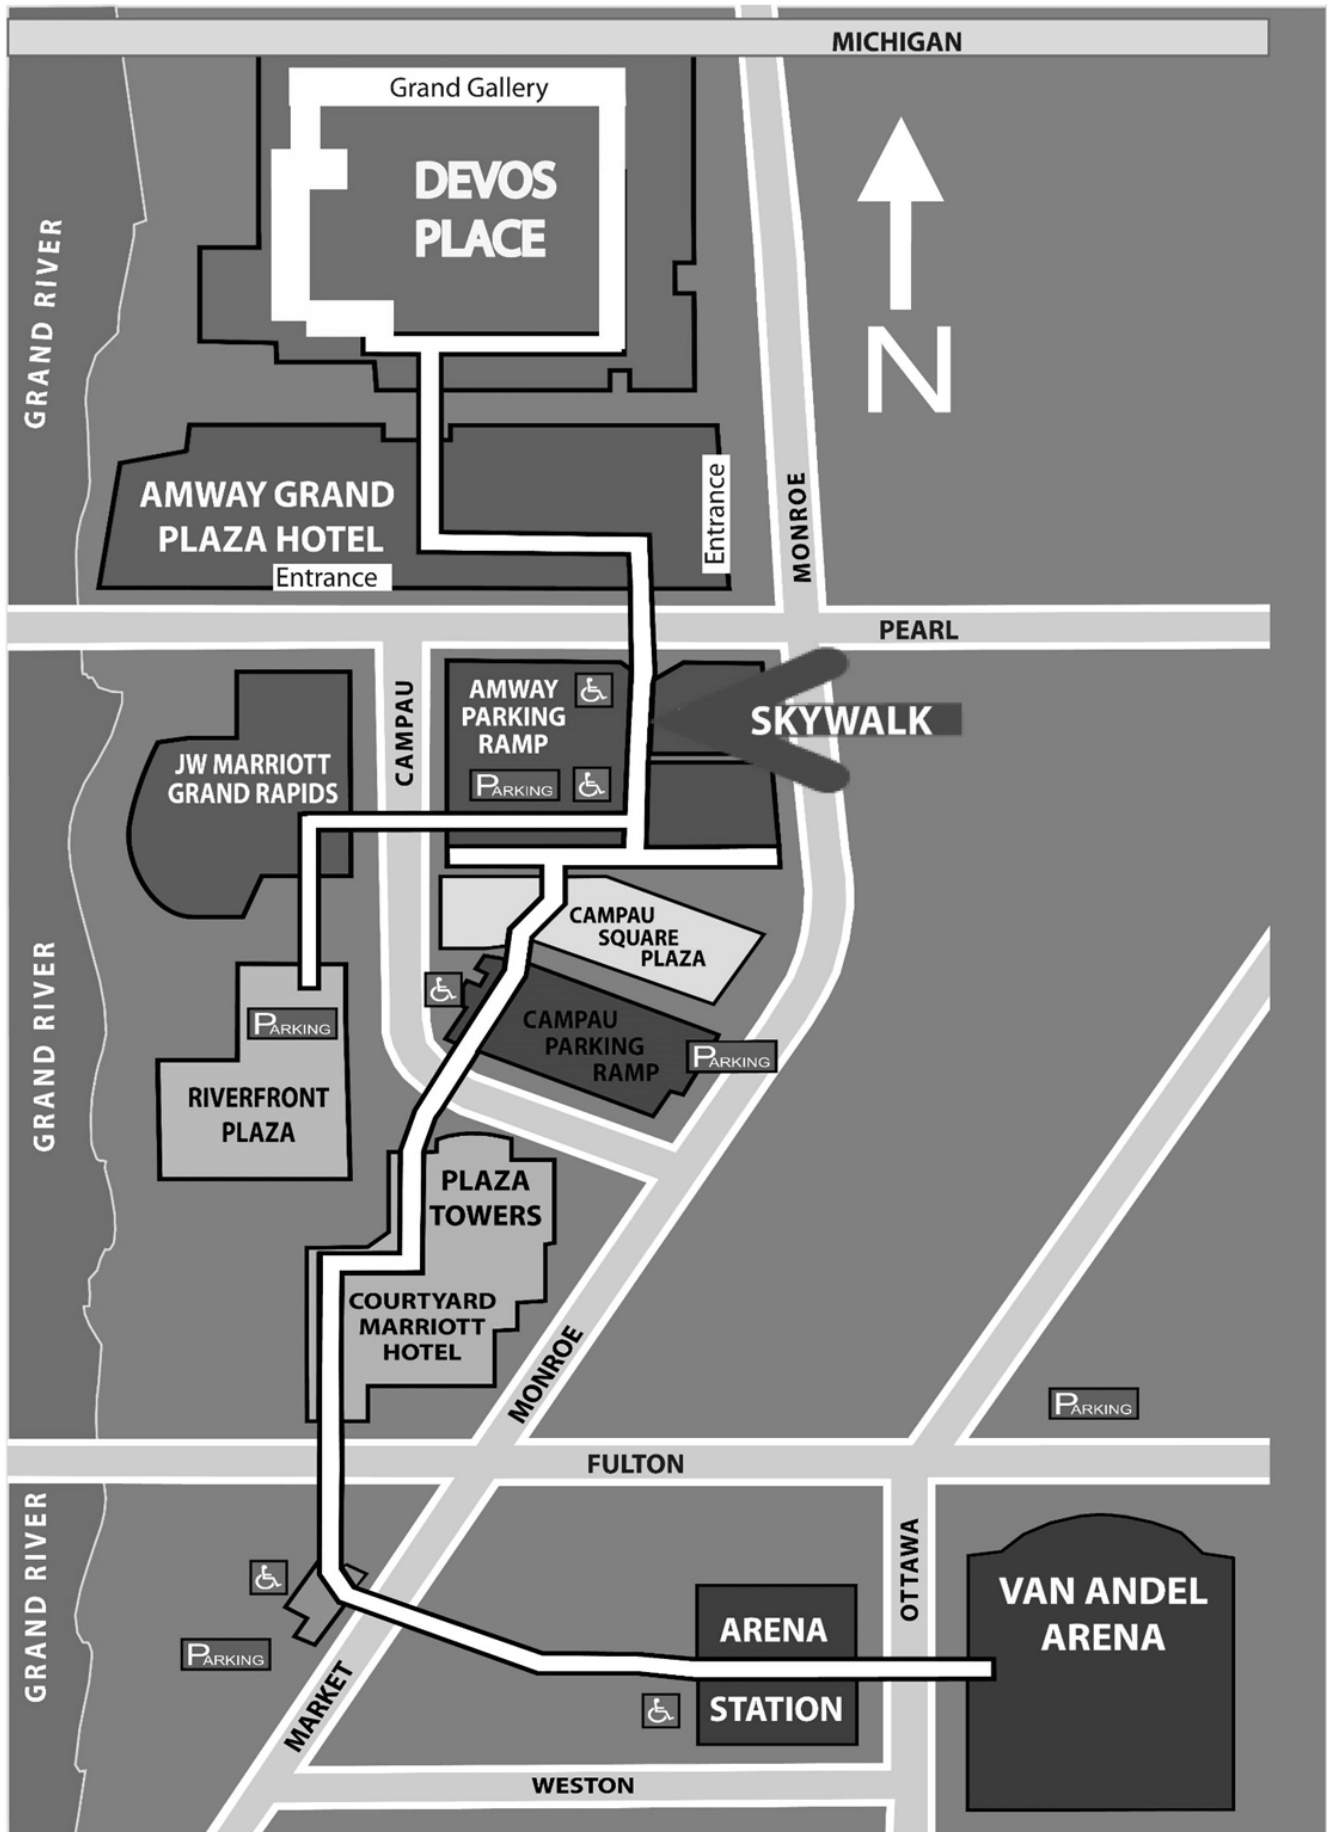 MICHIGAN
Grand Gallery
DEVOS
PLACE
GRAND RIVER
N
AMWAY GRAND
PLAZA HOTEL
Entrance
Entrance
MONROE
PEARL
CAMPAU
AMWAY
PARKING
RAMP
PARKING
SKYWALK
JW MARRIOTT
GRAND RAPIDS
CAMPAU
SQUARE
PLAZA
GRAND RIVER
PARKING
CAMPAU
PARKING
RAMP
PARKING
RIVERFRONT
PLAZA
PLAZA
TOWERS
COURTYARD
MARRIOTT
HOTEL
MONROE
PARKING
FULTON
GRAND RIVER
OTTAWA
VAN ANDEL
ARENA
ARENA
STATION
PARKING
MARKET
WESTON